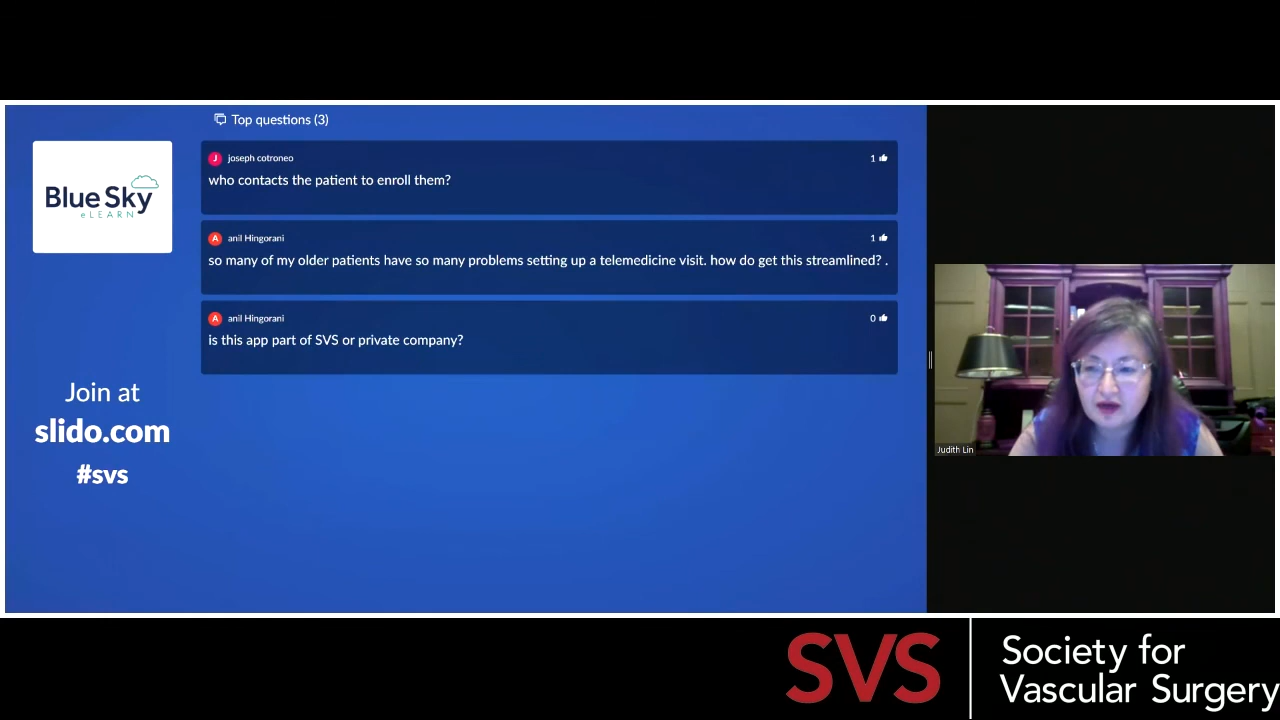 Top questions (3)
Blue Sky
eLEARN
J joseph cotroneo 1
who contacts the patient to enroll them?
A anil Hingorani 1
so many of my older patients have so many problems setting up a telemedicine visit. how do get this streamlined? .
A anil Hingorani 0
is this app part of SVS or private company?
Join at
slido.com
#svs
Judith Lin
SVS
Society for
Vascular Surgery